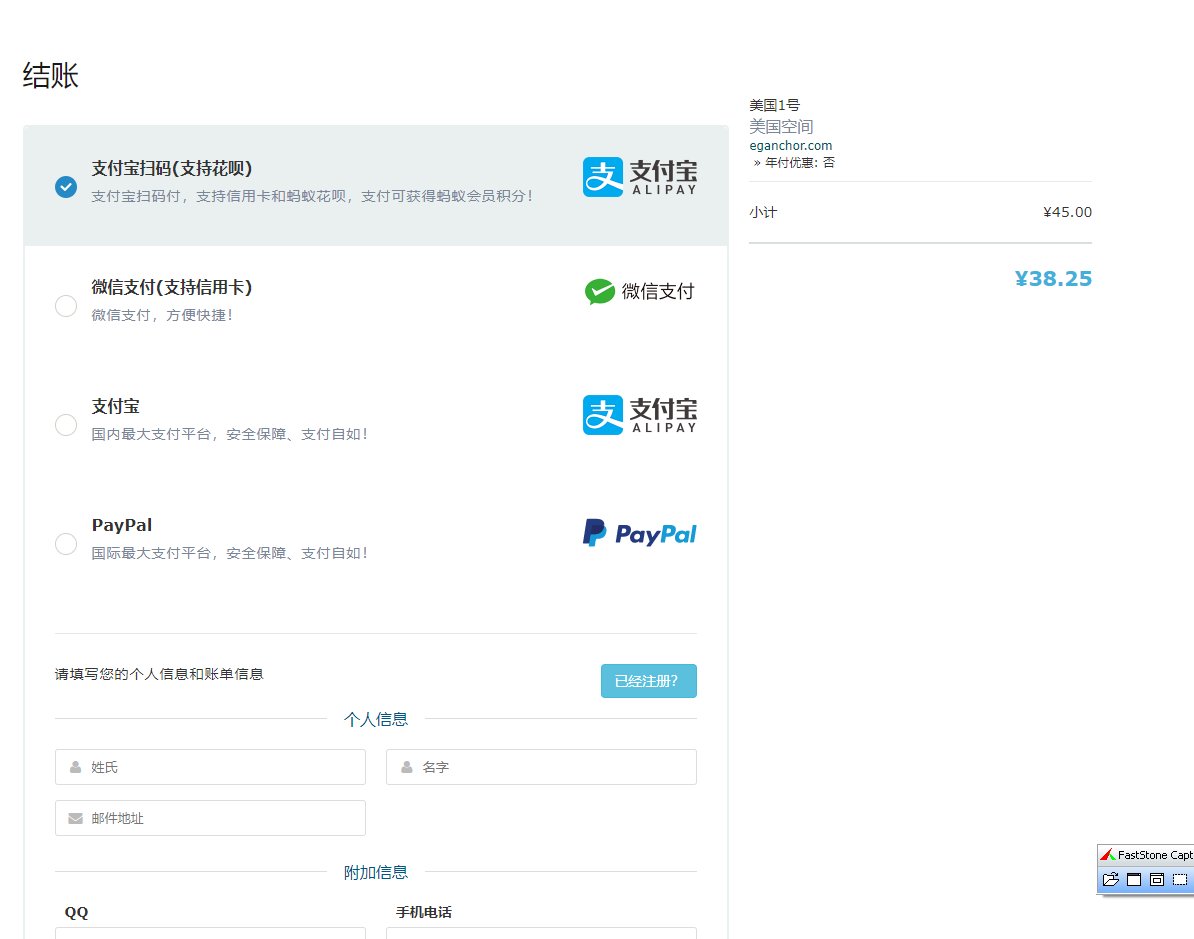 结账
支付宝扫码(支持花呗)
支付宝扫码付，支持信用卡和蚂蚁花呗，支付可获得蚂蚁会员积分！
支付宝
ALIPAY
微信支付(支持信用卡)
微信支付，方便快捷！
微信支付
支付宝
国内最大支付平台，安全保障、支付自如！
支付宝
ALIPAY
PayPal
国际最大支付平台，安全保障、支付自如！
PayPal
请填写您的个人信息和账单信息
已经注册？
个人信息
姓氏
名字
邮件地址
附加信息
QQ
手机电话
美国1号
美国空间
eganchor.com
» 年付优惠: 否
小计
¥45.00
¥38.25
FastStone Capt